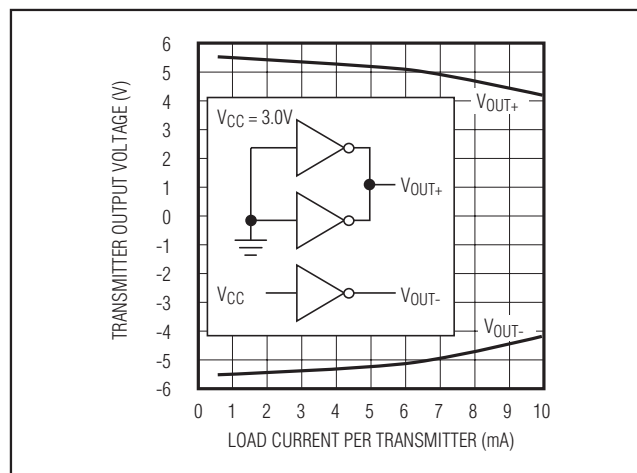 TRANSMITTER OUTPUT VOLTAGE (V)
6
5
4
3
2
1
0
-1
-2
-3
-4
-5
-6
VCC = 3.0V
VOUT+
VOUT+
VCC
VOUT-
VOUT-
0 1 2 3 4 5 6 7 8 9 10
LOAD CURRENT PER TRANSMITTER (mA)